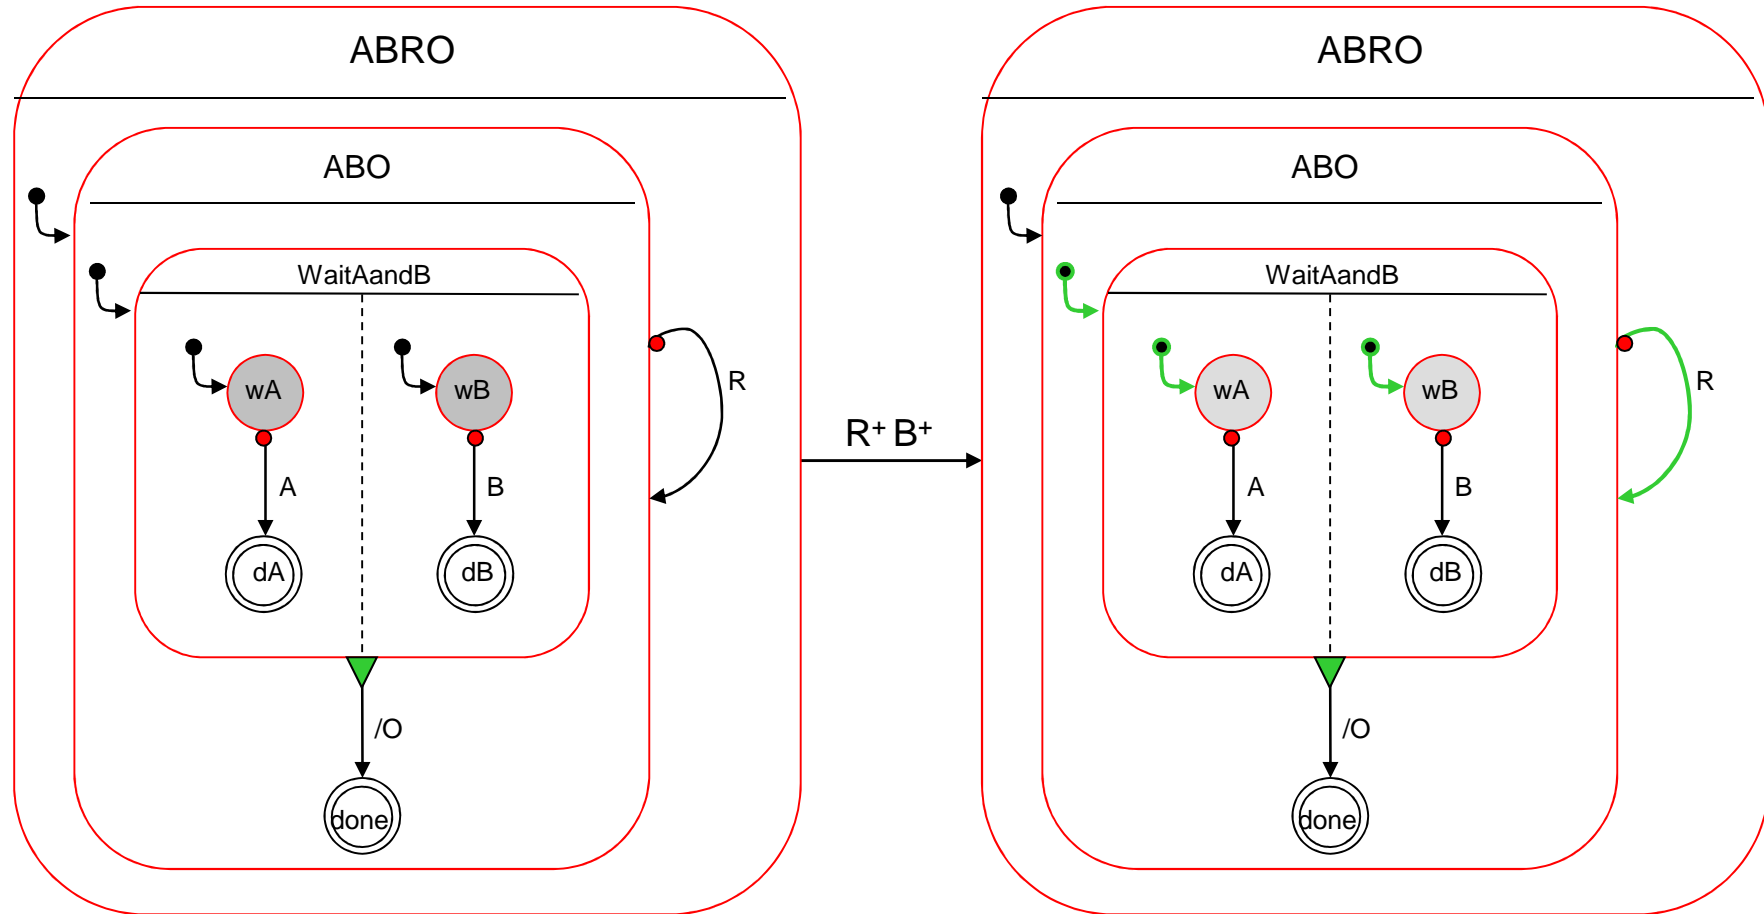 ABRO
ABO
WaitAandB
wA
wB
R
A
B
dA
dB
/O
done
R+ B+
ABRO
ABO
WaitAandB
wA
wB
R
A
B
dA
dB
/O
done